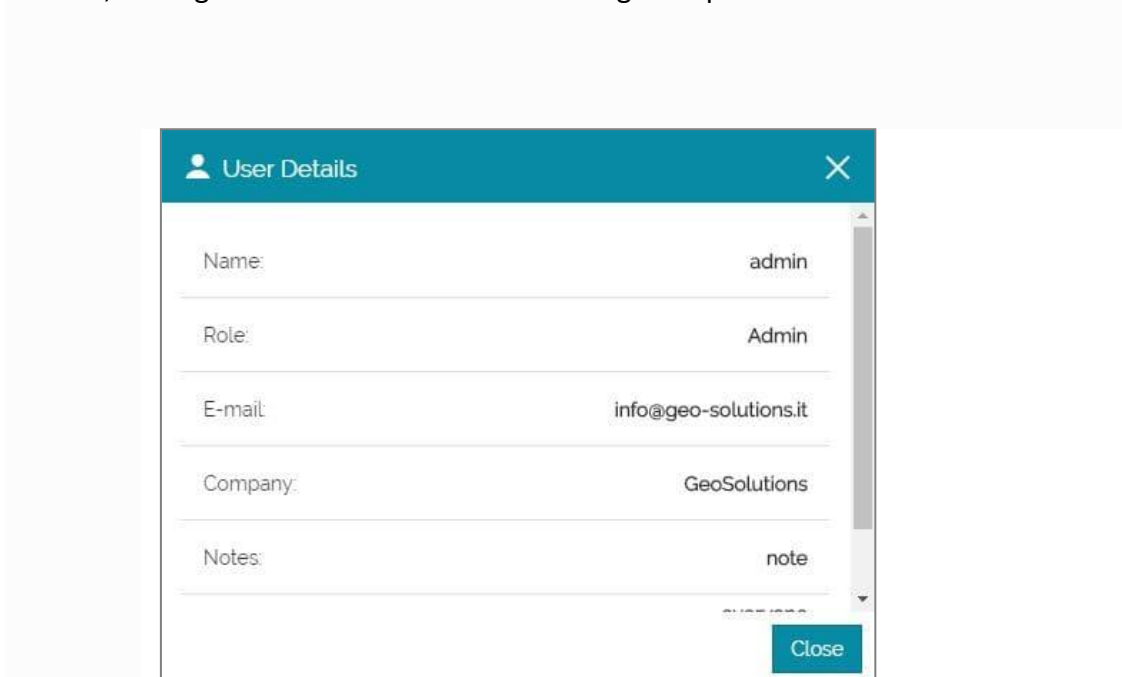 User Details
Name: admin
Role: Admin
E-mail: info@geo-solutions.it
Company: GeoSolutions
Notes: note
Close